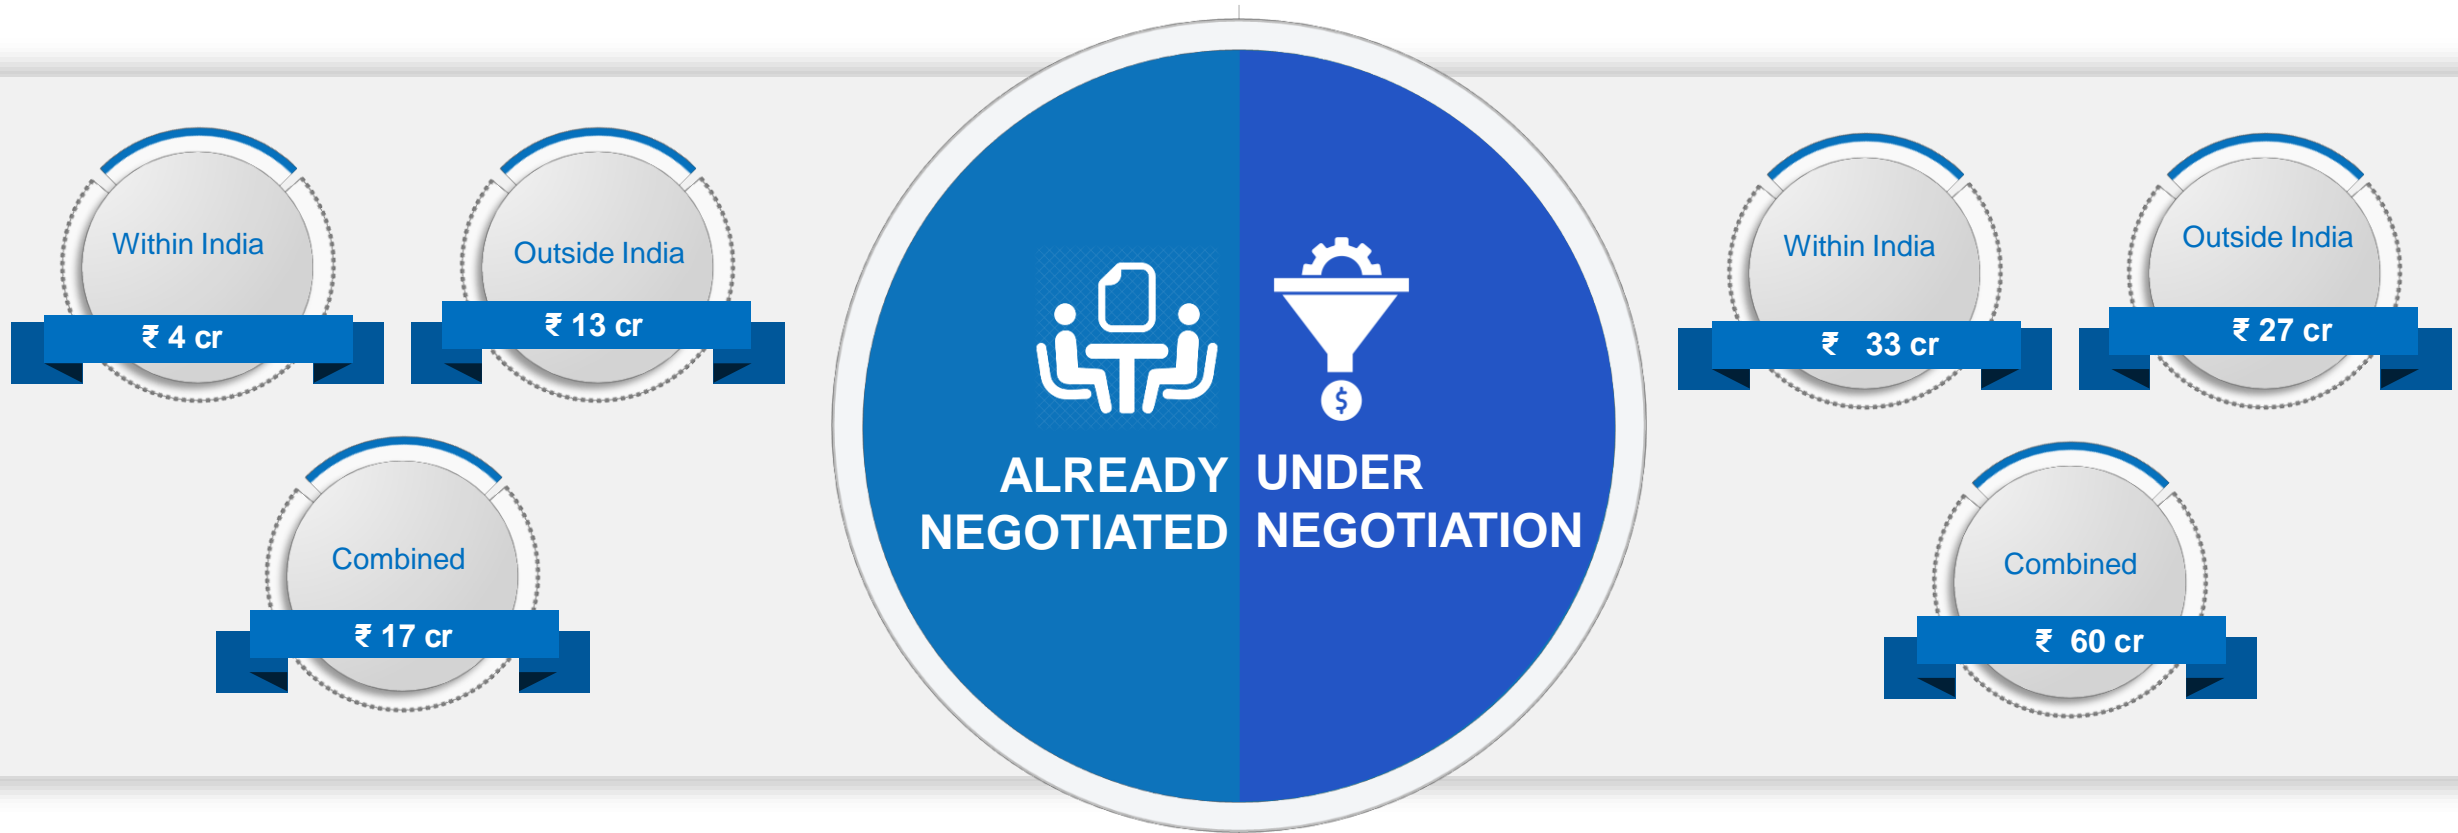 Within India
₹ 4 cr
Outside India
₹ 13 cr
Combined
₹ 17 cr
ALREADY
NEGOTIATED
$
UNDER
NEGOTIATION
Within India
₹ 33 cr
Outside India
₹ 27 cr
Combined
₹ 60 cr